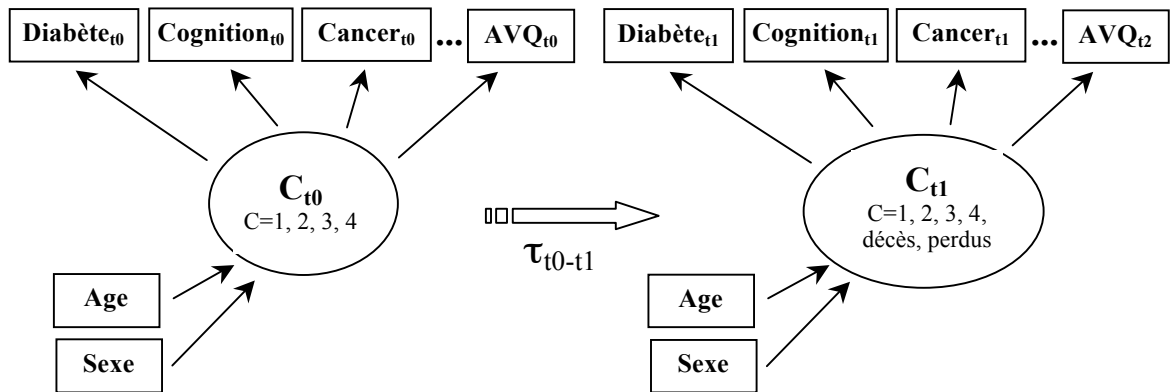 Diabète t0 Cognition t0 Cancer t0 ... AVQ t0
Diabète t1 Cognition t1 Cancer t1 ... AVQ t2
C t0
C=1, 2, 3, 4
τ t0-t1
C t1
C=1, 2, 3, 4,
décès, perdus
Age
Sexe
Age
Sexe